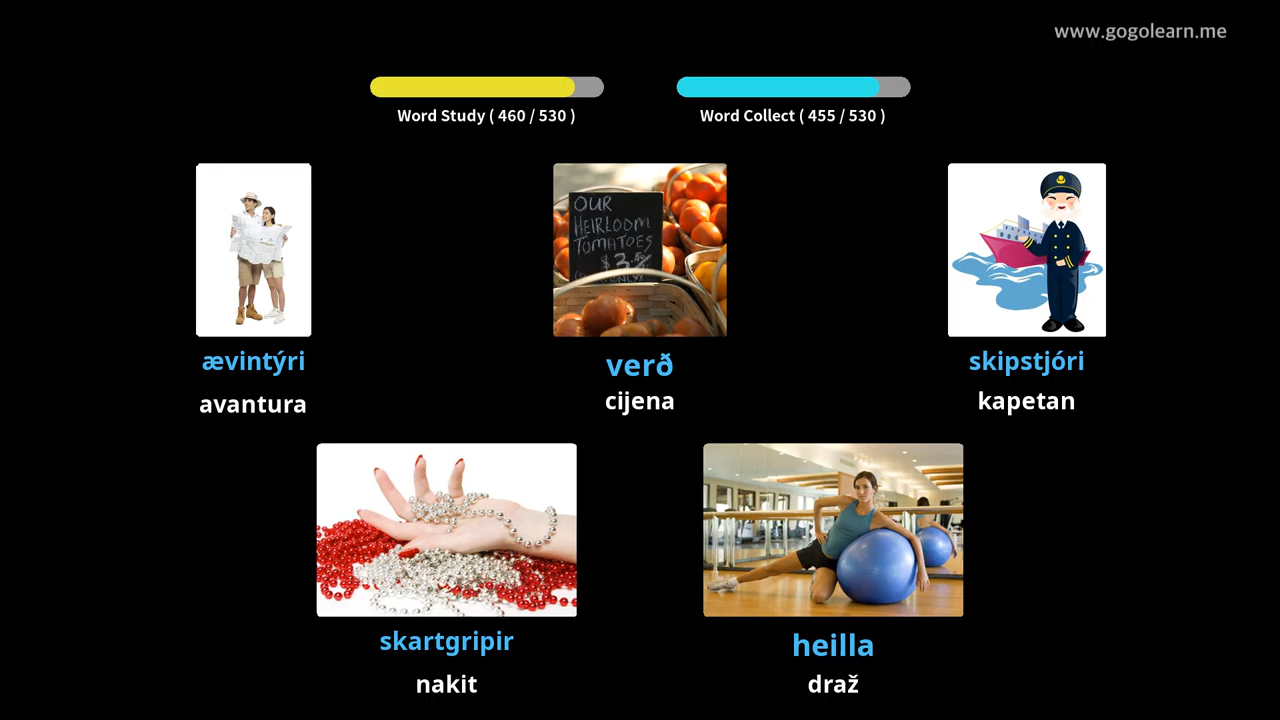 www.gogolearn.me
Word Study ( 460 / 530 )
Word Collect ( 455 / 530 )
OUR
HEIRLOOM
TOMATOES
ævintýri
verð
skipstjóri
avantura
cijena
kapetan
skartgripir
heilla
nakit
draž